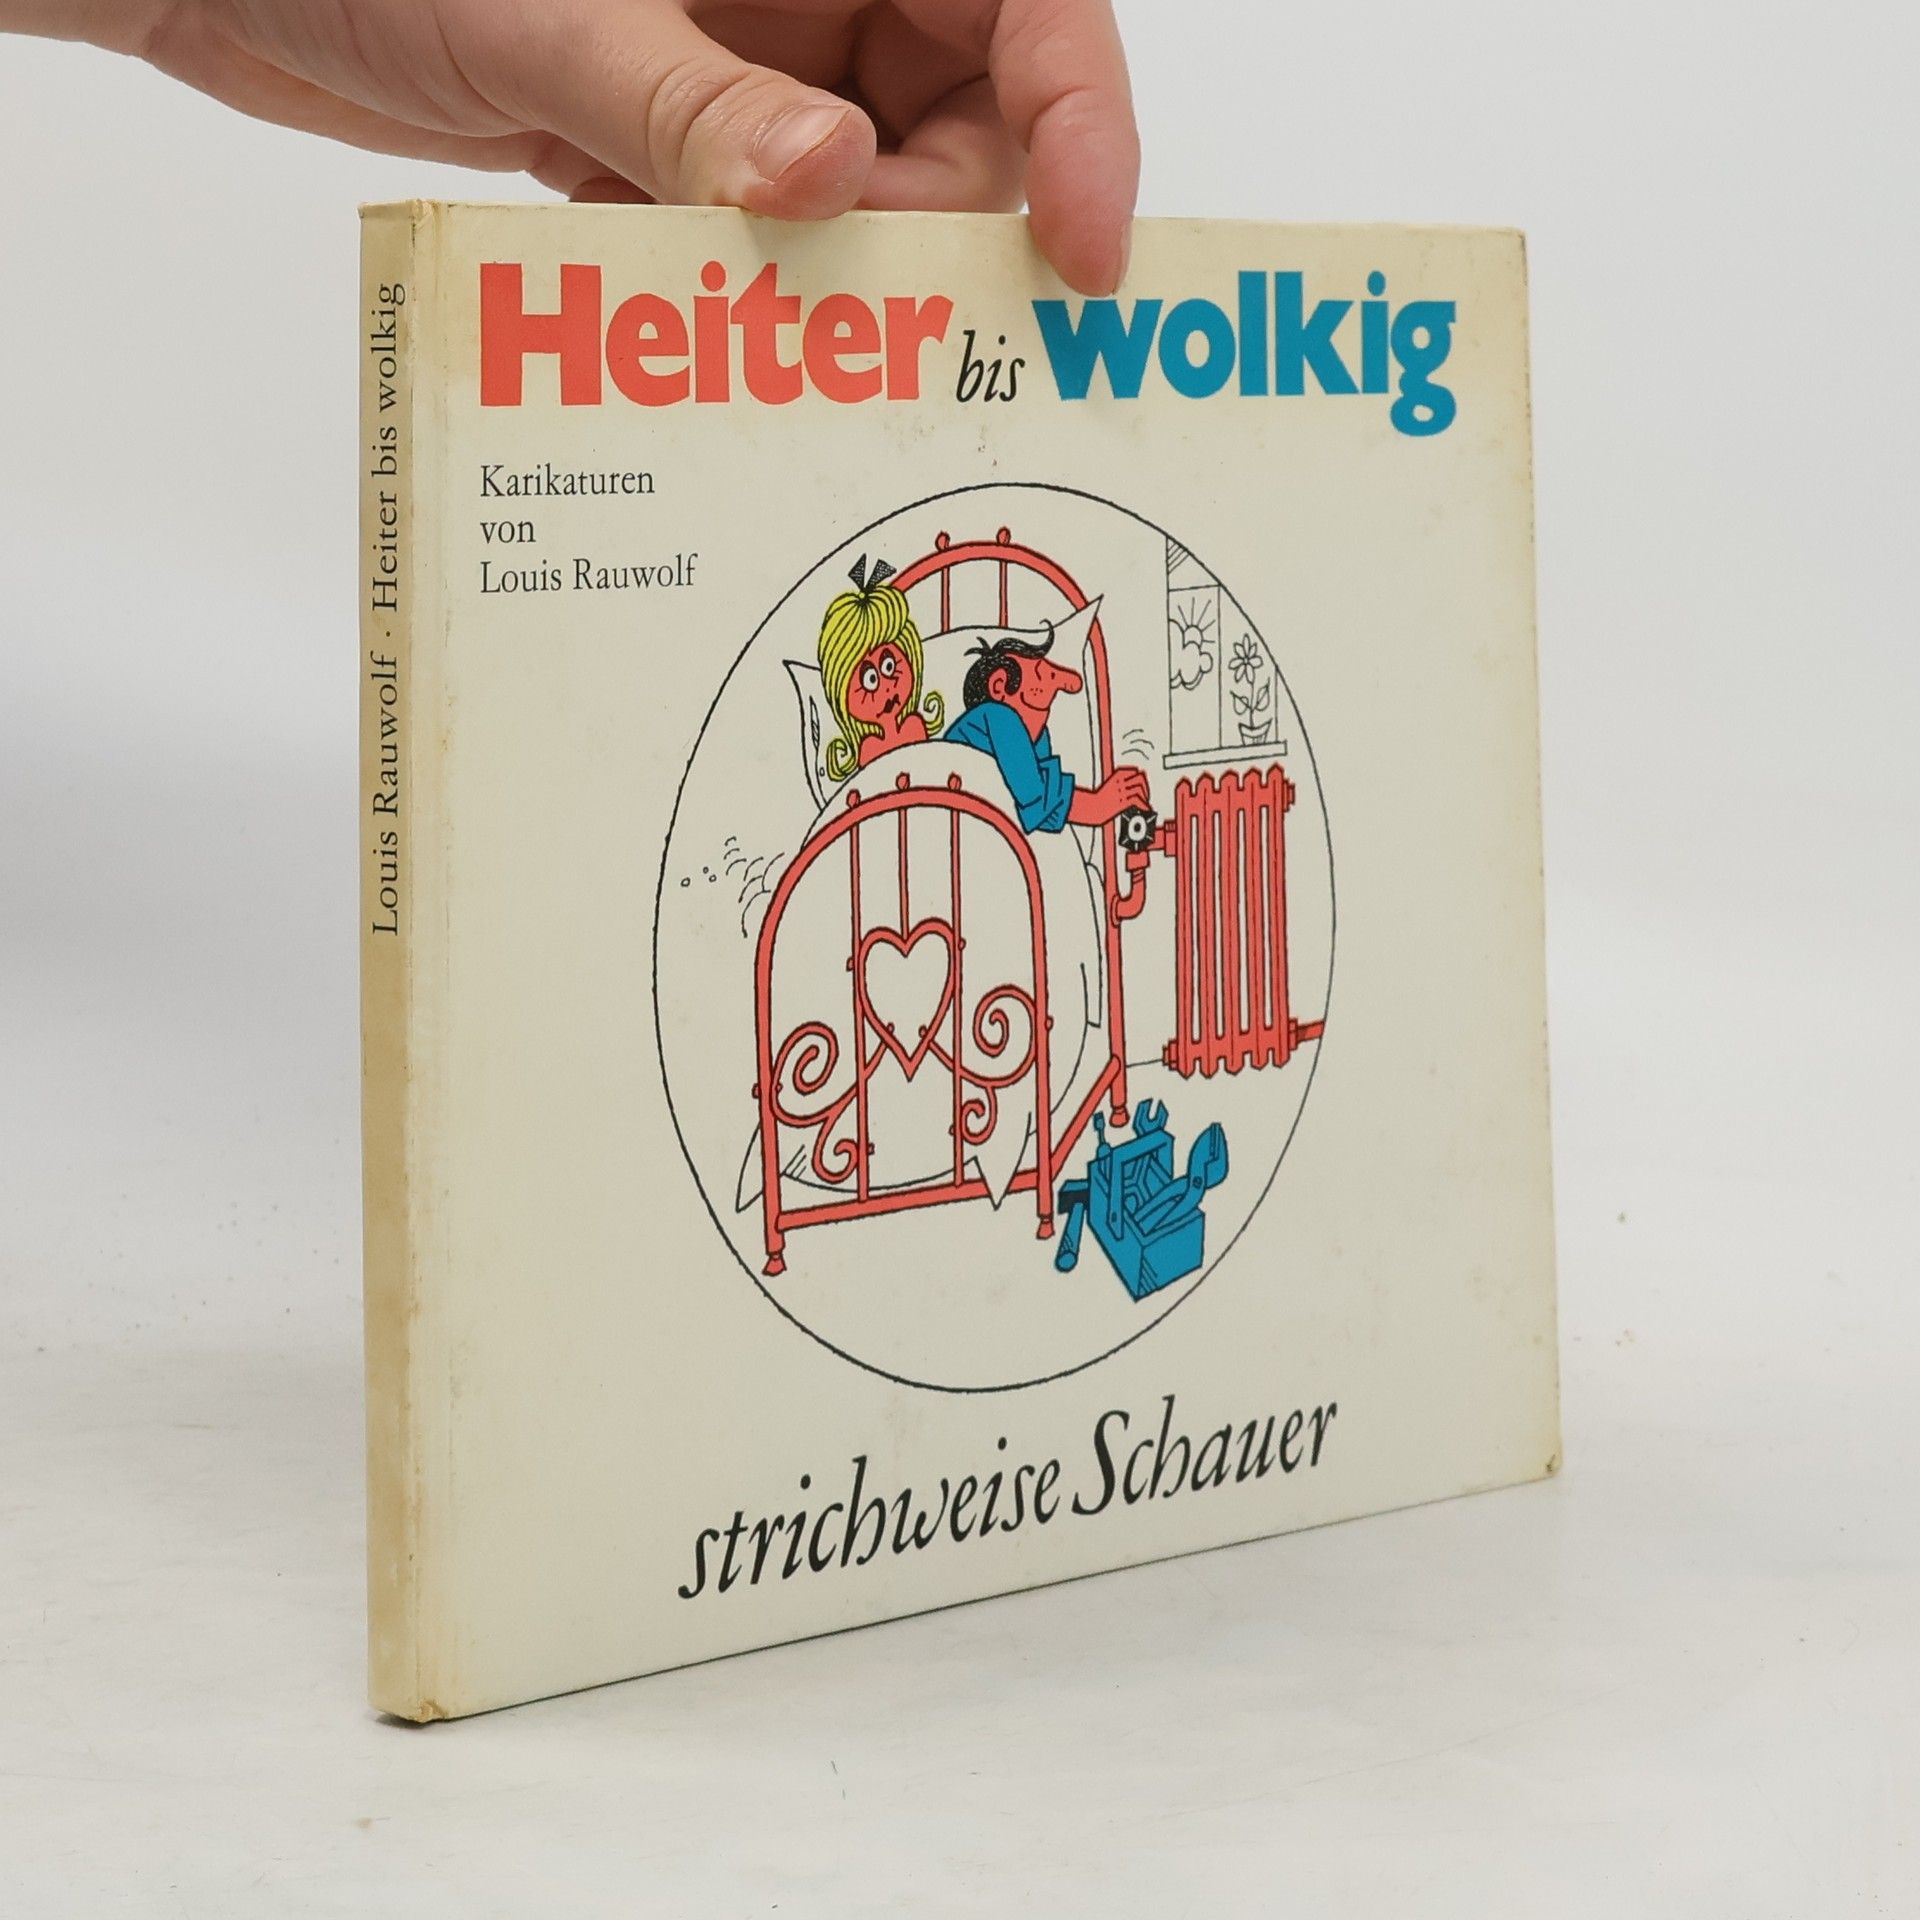 Heiter bis wolkig
Karikaturen
von
Louis Rauwolf
strichweise Schauer
Louis Rauwolf · Heiter bis wolkig